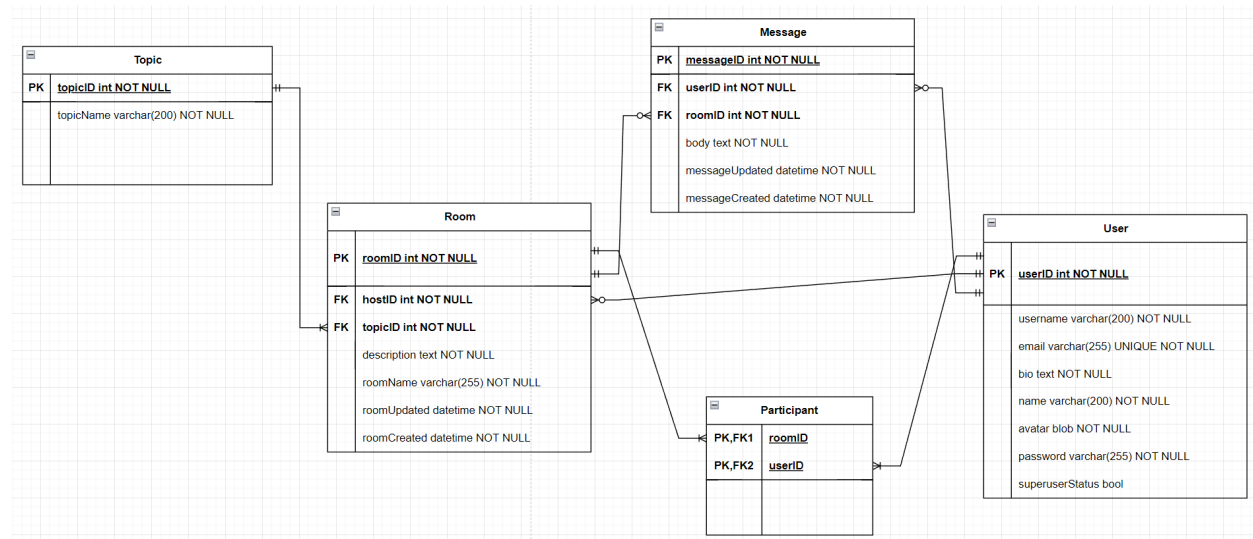 Topic
PK topicID int NOT NULL
topicName varchar(200) NOT NULL
Message
PK messageID int NOT NULL
FK userID int NOT NULL
FK roomID int NOT NULL
body text NOT NULL
messageUpdated datetime NOT NULL
messageCreated datetime NOT NULL
Room
PK roomID int NOT NULL
FK hostID int NOT NULL
FK topicID int NOT NULL
description text NOT NULL
roomName varchar(255) NOT NULL
roomUpdated datetime NOT NULL
roomCreated datetime NOT NULL
User
PK userID int NOT NULL
username varchar(200) NOT NULL
email varchar(255) UNIQUE NOT NULL
bio text NOT NULL
name varchar(200) NOT NULL
avatar blob NOT NULL
password varchar(255) NOT NULL
superuserStatus bool
Participant
PK,FK1 roomID
PK,FK2 userID